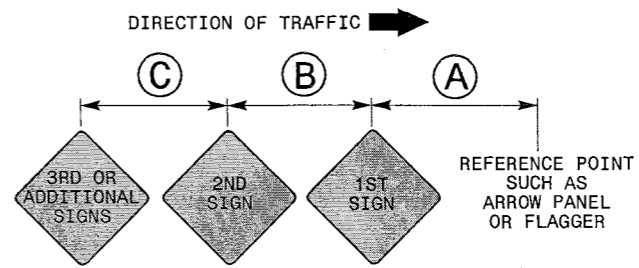 DIRECTION OF TRAFFIC
C
B
A
3RD OR
ADDITIONAL
SIGNS
2ND
SIGN
1ST
SIGN
REFERENCE POINT
SUCH AS
ARROW PANEL
OR FLAGGER